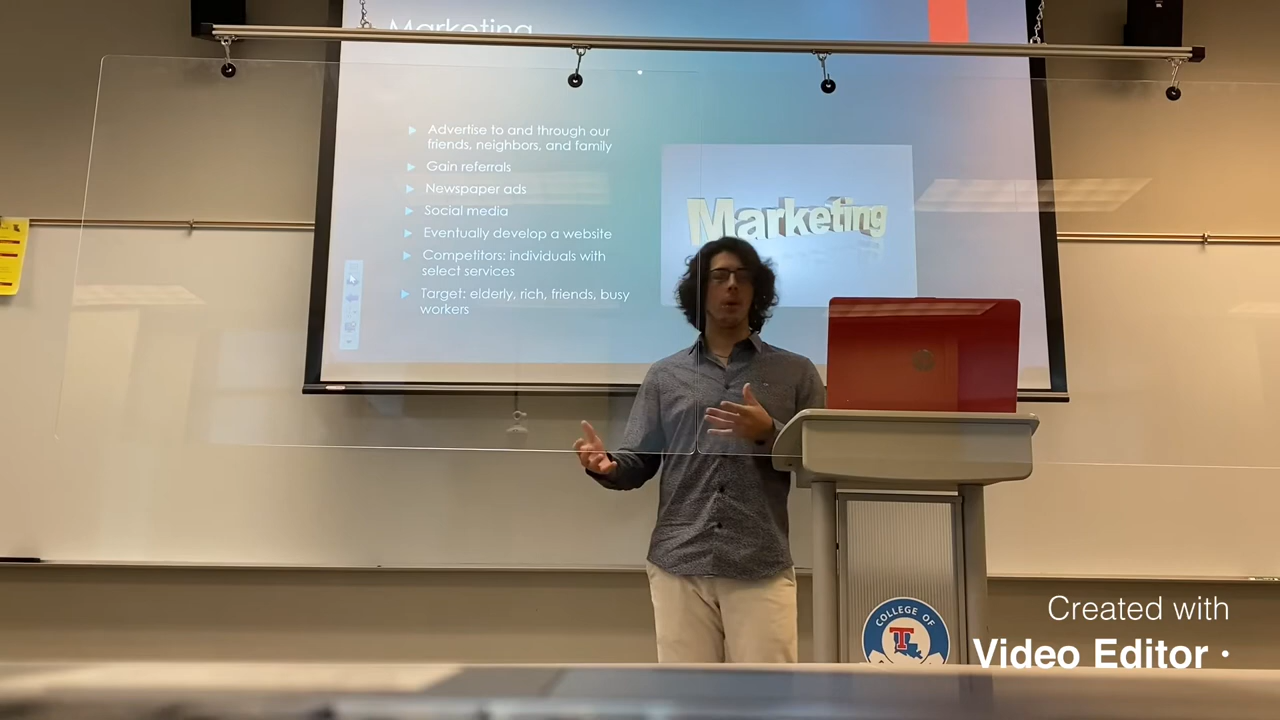 Marketing
Advertise to and through our
friends, neighbors, and family
Gain referrals
Newspaper ads
Social media
Eventually develop a website
Competitors: individuals with
select services
Target: elderly, rich, friends, busy
workers
Marketing
COLLEGE OF
T
Created with
Video Editor